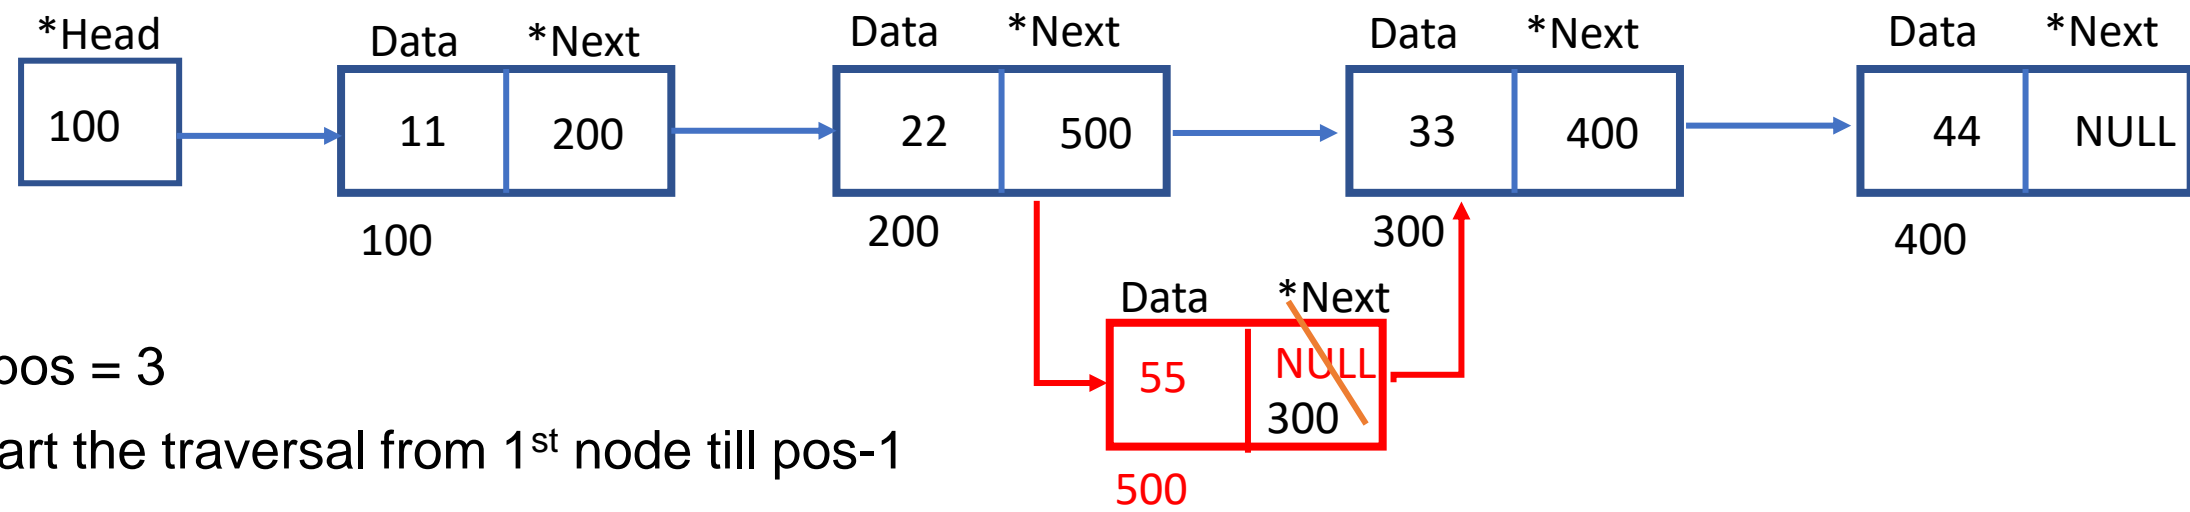 *Head Data *Next Data *Next Data *Next Data *Next
100 11 200 22 500 33 400 44 NULL
100 200 300 400
Data *Next
pos = 3
55 NULL
300
art the traversal from 1st node till pos-1
500